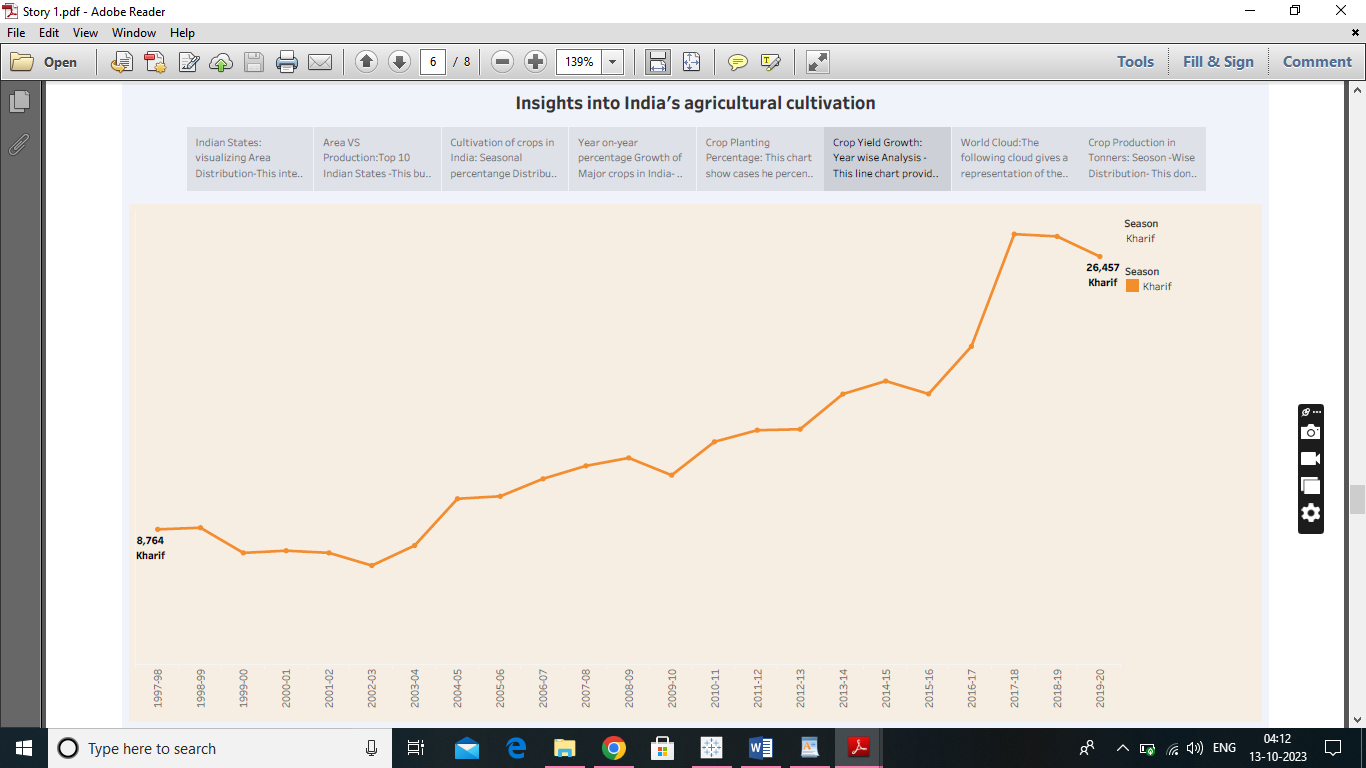 Story 1.pdf - Adobe Reader
File Edit View Window Help
Open 6 / 8 139% Tools Fill & Sign Comment
Insights into India's agricultural cultivation
Indian States:
visualizing Area
Distribution-This inte..
Area VS
Production:Top 10
Indian States -This bu..
Cultivation of crops in
India: Seasonal
percentange Distribu..
Year on-year
percentage Growth of
Major crops in India- ..
Crop Planting
Percentage: This chart
show cases he percen..
Crop Yield Growth:
Year wise Analysis -
This line chart provid..
World Cloud:The
following cloud gives a
representation of the..
Crop Production in
Tonners: Seoson -Wise
Distribution- This don..
Season
Kharif
Season
Kharif
26,457
Kharif
8,764
Kharif
1997-98
1998-99
1999-00
2000-01
2001-02
2002-03
2003-04
2004-05
2005-06
2006-07
2007-08
2008-09
2009-10
2010-11
2011-12
2012-13
2013-14
2014-15
2015-16
2016-17
2017-18
2018-19
2019-20
Type here to search
ENG
04:12
13-10-2023